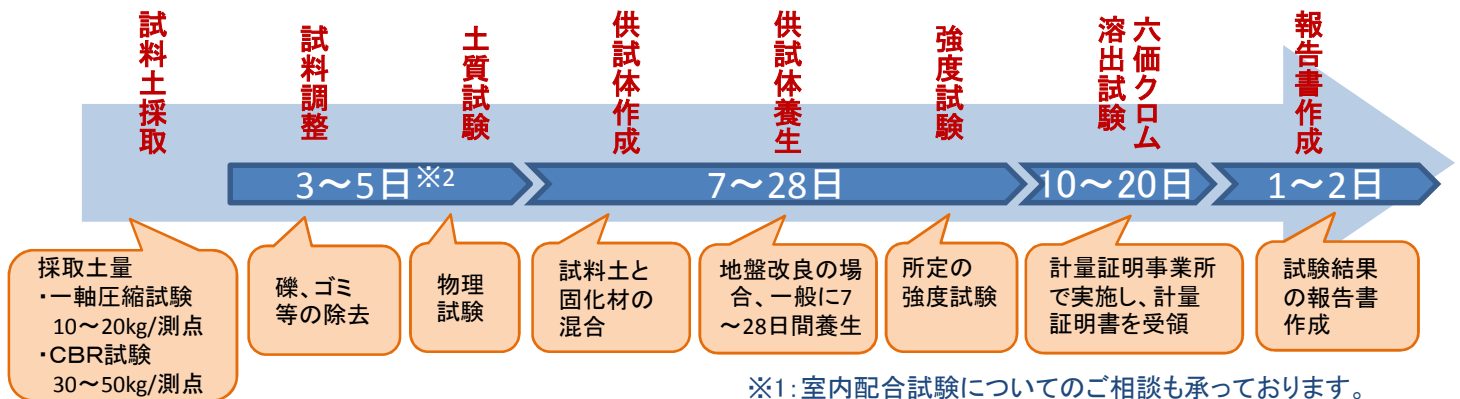 試料土採取
試料調整
土質試験
供試体作成
供試体養生
強度試験
六価クロム
溶出試験
報告書作成
3～5日※2
7～28日
10～20日
1～2日
採取土量
・一軸圧縮試験
10～20kg/測点
・CBR試験
30～50kg/測点
礫、ゴミ
等の除去
物理
試験
試料土と
固化材の
混合
地盤改良の場
合、一般に7
～28日間養生
所定の
強度試験
計量証明事業所
で実施し、計量
証明書を受領
試験結果
の報告書
作成
※1：室内配合試験についてのご相談も承っております。